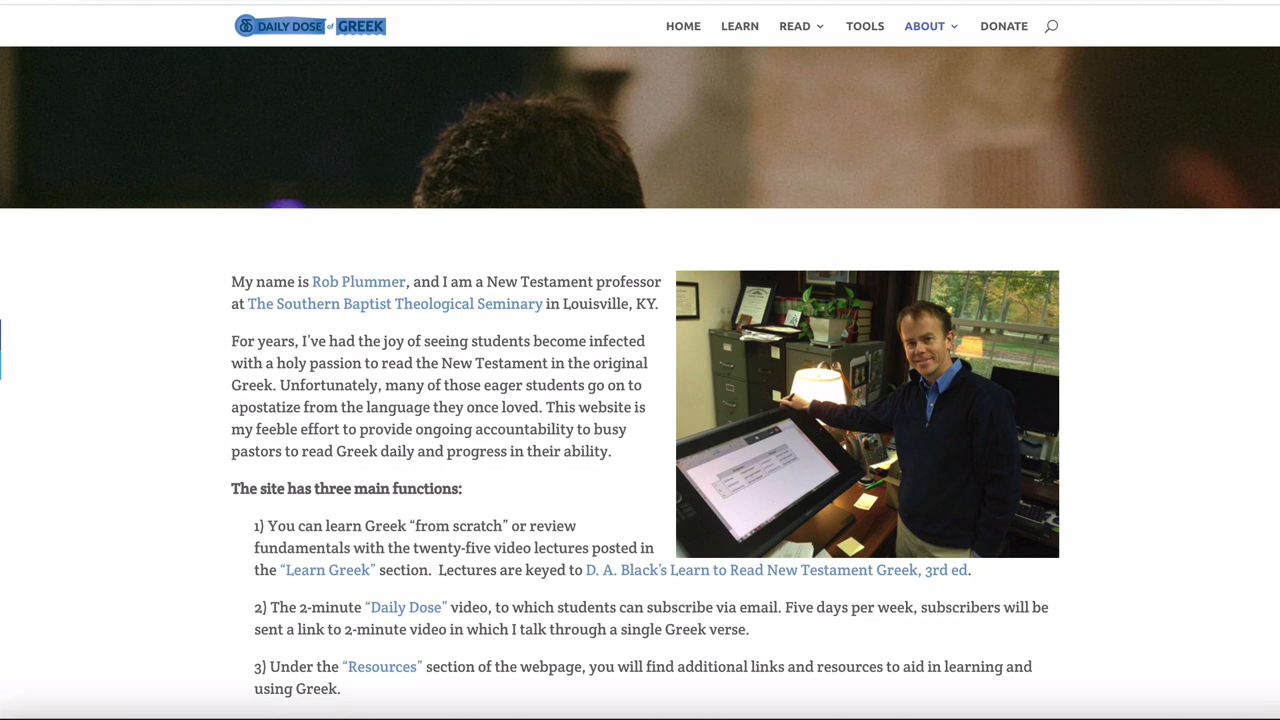 DAILY DOSE of GREEK
HOME LEARN READ TOOLS ABOUT DONATE
My name is Rob Plummer, and I am a New Testament professor
at The Southern Baptist Theological Seminary in Louisville, KY.
For years, I've had the joy of seeing students become infected
with a holy passion to read the New Testament in the original
Greek. Unfortunately, many of those eager students go on to
apostatize from the language they once loved. This website is
my feeble effort to provide ongoing accountability to busy
pastors to read Greek daily and progress in their ability.
The site has three main functions:
1) You can learn Greek “from scratch” or review
fundamentals with the twenty-five video lectures posted in
the “Learn Greek” section.  Lectures are keyed to D. A. Black's Learn to Read New Testament Greek, 3rd ed.
2) The 2-minute “Daily Dose” video, to which students can subscribe via email. Five days per week, subscribers will be
sent a link to 2-minute video in which I talk through a single Greek verse.
3) Under the “Resources” section of the webpage, you will find additional links and resources to aid in learning and
using Greek.